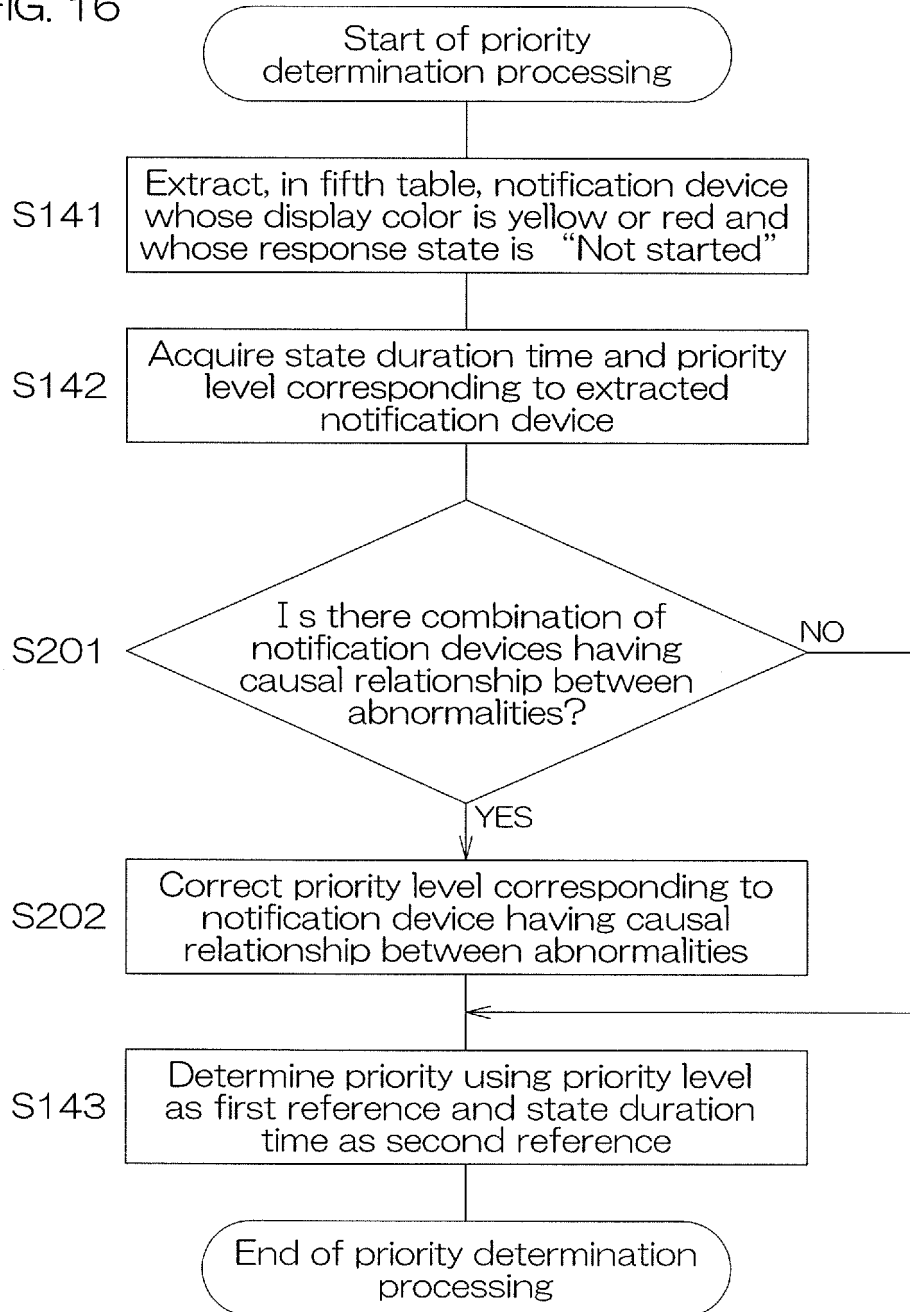 FIG. 16
Start of priority
determination processing
S141
Extract, in fifth table, notification device
whose display color is yellow or red and
whose response state is “Not started”
S142
Acquire state duration time and priority
level corresponding to extracted
notification device
S201
I s there combination of
notification devices having
causal relationship between
abnormalities?
NO
YES
S202
Correct priority level corresponding to
notification device having causal
relationship between abnormalities
S143
Determine priority using priority level
as first reference and state duration
time as second reference
End of priority determination
processing